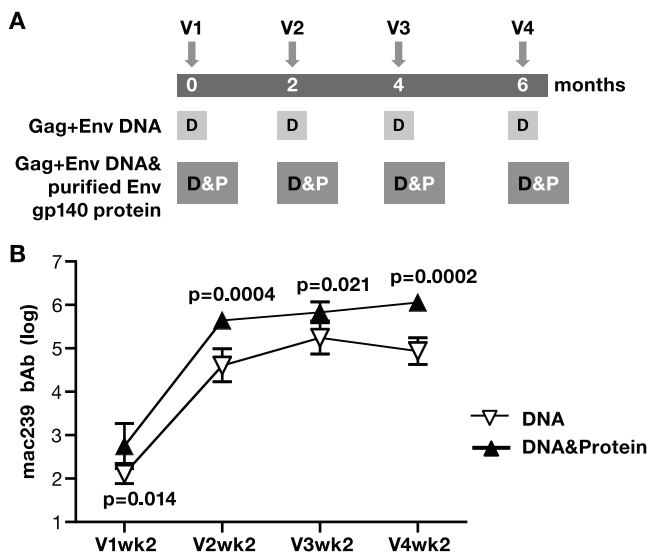 A
V1 V2 V3 V4
0 2 4 6 months
Gag+Env DNA D D D D
Gag+Env DNA&
purified Env
gp140 protein
D&P D&P D&P D&P
B
mac239 bAb (log)
7
6
5
4
3
2
1
p=0.014
p=0.0004
p=0.021
p=0.0002
DNA
DNA&Protein
V1wk2 V2wk2 V3wk2 V4wk2